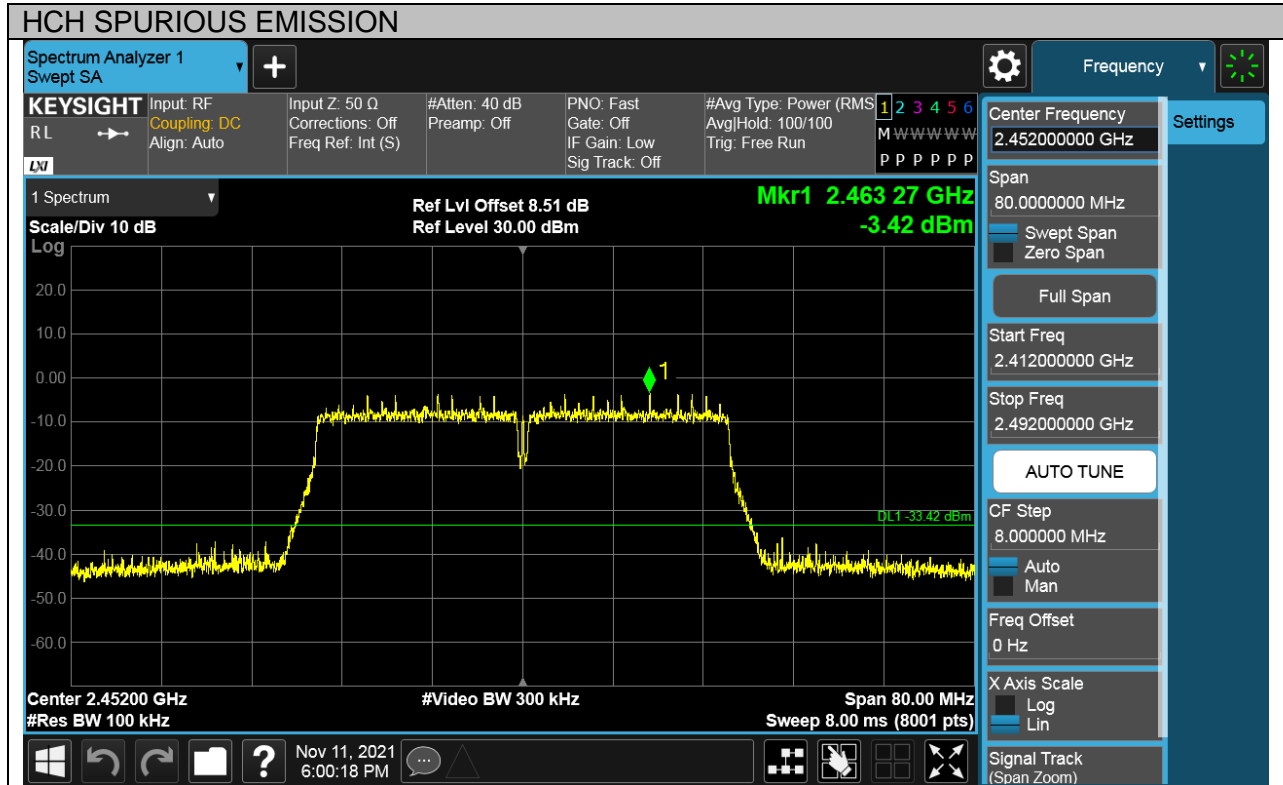 HCH SPURIOUS EMISSION
Spectrum Analyzer 1
Swept SA
+
Frequency
KEYSIGHT
RL
LXI
Input: RF
Coupling: DC
Align: Auto
Input Z: 50 Ω
Corrections: Off
Freq Ref: Int (S)
#Atten: 40 dB
Preamp: Off
PNO: Fast
Gate: Off
IF Gain: Low
Sig Track: Off
#Avg Type: Power (RMS
Avg|Hold: 100/100
Trig: Free Run
1 2 3 4 5 6
M W W W W W
P P P P P P
1 Spectrum
Scale/Div 10 dB
Log
Ref Lvl Offset 8.51 dB
Ref Level 30.00 dBm
Mkr1 2.463 27 GHz
-3.42 dBm
20.0
10.0
0.00
-10.0
-20.0
-30.0
-40.0
-50.0
-60.0
1
DL1 -33.42 dBm
Center 2.45200 GHz
#Res BW 100 kHz
#Video BW 300 kHz
Span 80.00 MHz
Sweep 8.00 ms (8001 pts)
Center Frequency
2.452000000 GHz
Settings
Span
80.0000000 MHz
Swept Span
Zero Span
Full Span
Start Freq
2.412000000 GHz
Stop Freq
2.492000000 GHz
AUTO TUNE
CF Step
8.000000 MHz
Auto
Man
Freq Offset
0 Hz
X Axis Scale
Log
Lin
Signal Track
(Span Zoom)
?
Nov 11, 2021
6:00:18 PM